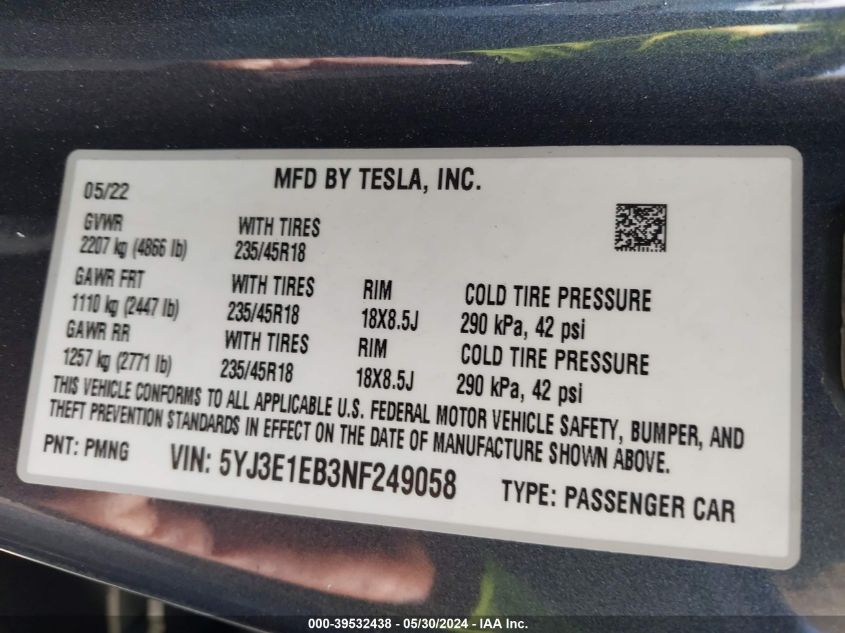 MFD BY TESLA, INC.
05/22
GVWR
2207 kg (4866 lb)
WITH TIRES
235/45R18
GAWR FRT
1110 kg (2447 lb)
WITH TIRES
235/45R18
RIM
18X8.5J
COLD TIRE PRESSURE
290 kPa, 42 psi
GAWR RR
1257 kg (2771 lb)
WITH TIRES
235/45R18
RIM
18X8.5J
COLD TIRE PRESSURE
290 kPa, 42 psi
THIS VEHICLE CONFORMS TO ALL APPLICABLE U.S. FEDERAL MOTOR VEHICLE SAFETY, BUMPER, AND
THEFT PREVENTION STANDARDS IN EFFECT ON THE DATE OF MANUFACTURE SHOWN ABOVE.
PNT: PMNG VIN: 5YJ3E1EB3NF249058 TYPE: PASSENGER CAR
000-39532438 - 05/30/2024 - IAA Inc.